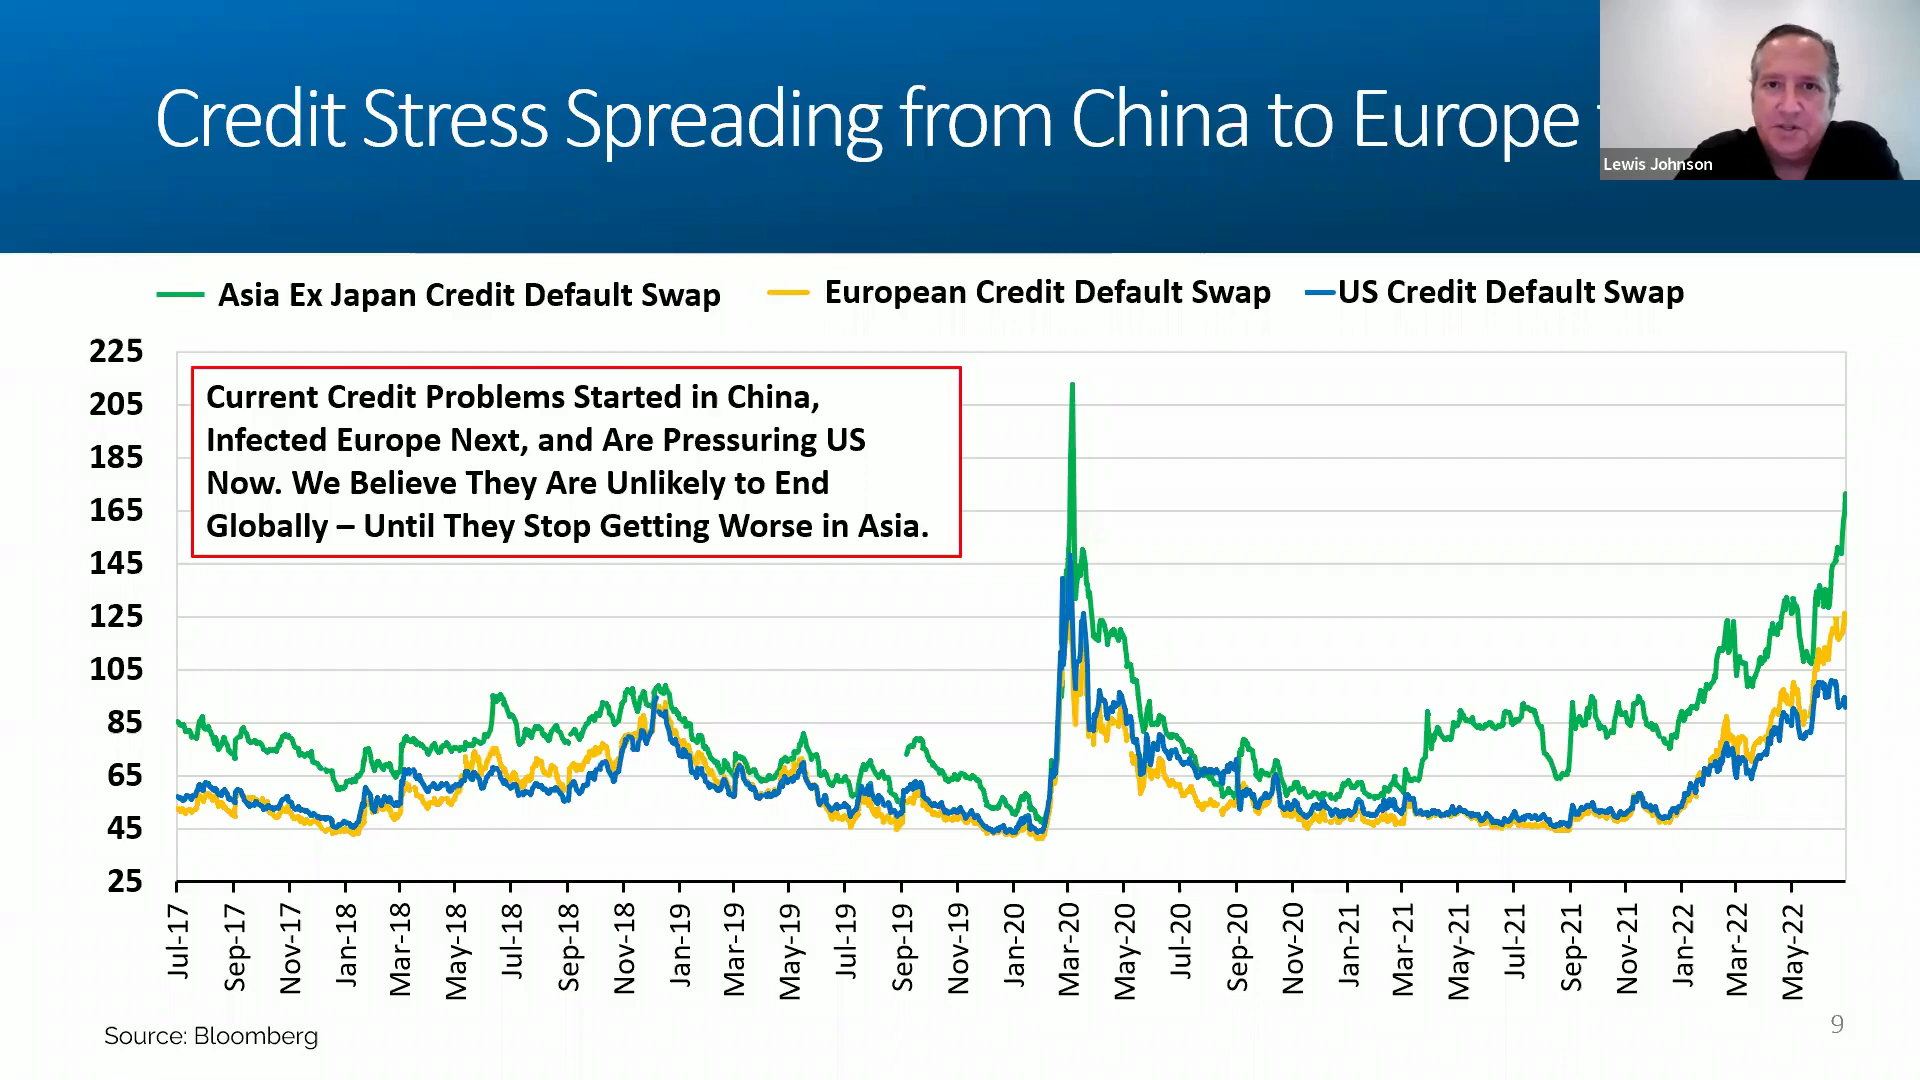 Credit Stress Spreading from China to Europe
Lewis Johnson
Asia Ex Japan Credit Default Swap
European Credit Default Swap
US Credit Default Swap
225
205
185
165
145
125
105
85
65
45
25
Current Credit Problems Started in China,
Infected Europe Next, and Are Pressuring US
Now. We Believe They Are Unlikely to End
Globally – Until They Stop Getting Worse in Asia.
Jul-17
Sep-17
Nov-17
Jan-18
Mar-18
May-18
Jul-18
Sep-18
Nov-18
Jan-19
Mar-19
May-19
Jul-19
Sep-19
Nov-19
Jan-20
Mar-20
May-20
Jul-20
Sep-20
Nov-20
Jan-21
Mar-21
May-21
Jul-21
Sep-21
Nov-21
Jan-22
Mar-22
May-22
Source: Bloomberg
9